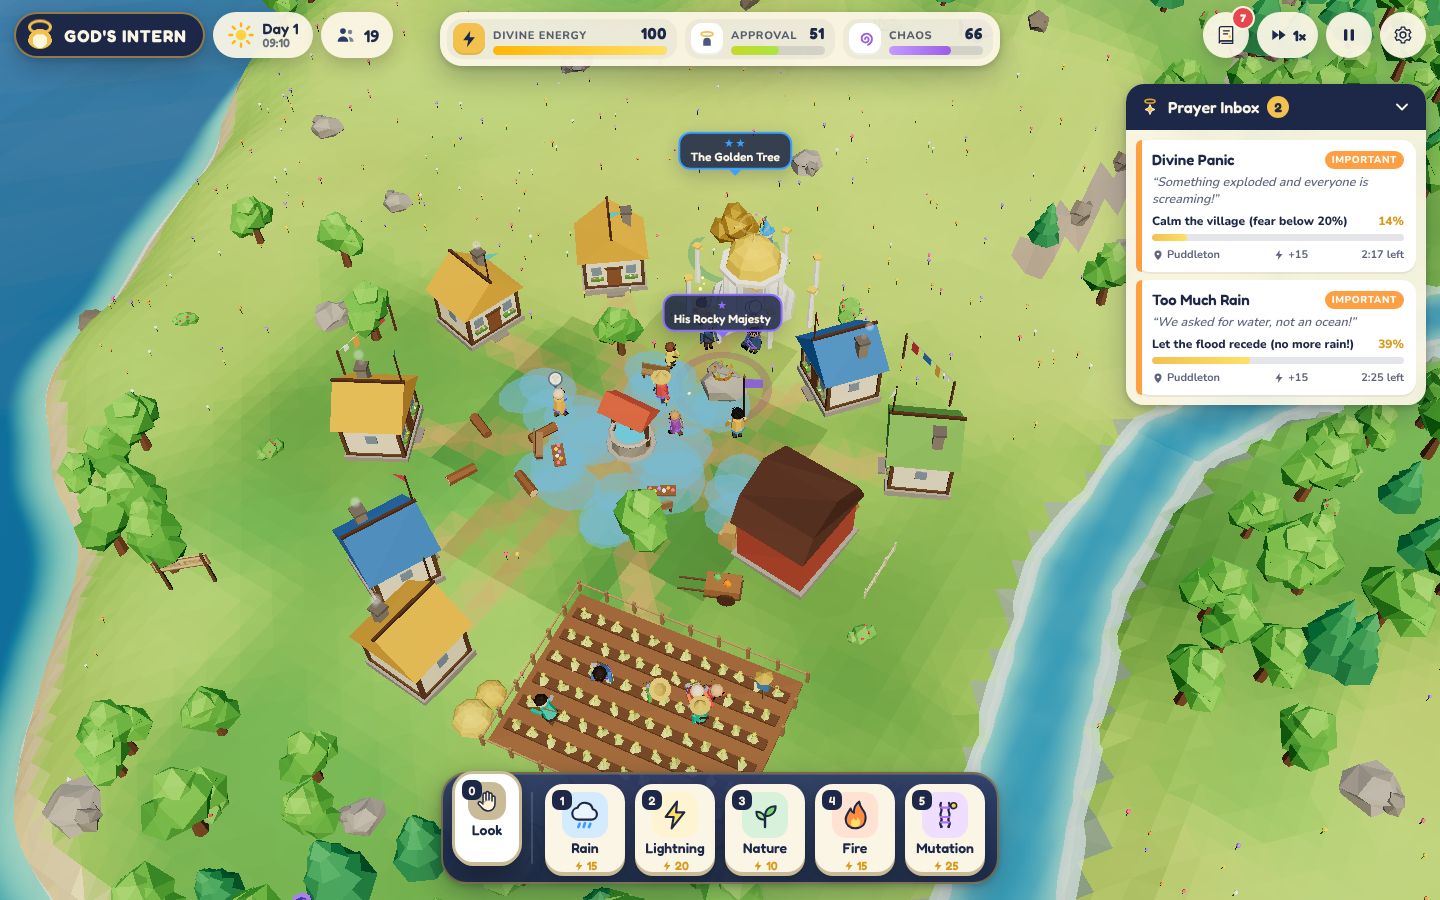 GOD'S INTERN
Day 1
09:10
19
DIVINE ENERGY 100
APPROVAL 51
CHAOS 66
7
1x
Prayer Inbox 2
Divine Panic IMPORTANT
“Something exploded and everyone is
screaming!”
Calm the village (fear below 20%) 14%
Puddleton +15 2:17 left
Too Much Rain IMPORTANT
“We asked for water, not an ocean!”
Let the flood recede (no more rain!) 39%
Puddleton +15 2:25 left
The Golden Tree
His Rocky Majesty
0
Look
1
Rain
15
2
Lightning
20
3
Nature
10
4
Fire
15
5
Mutation
25